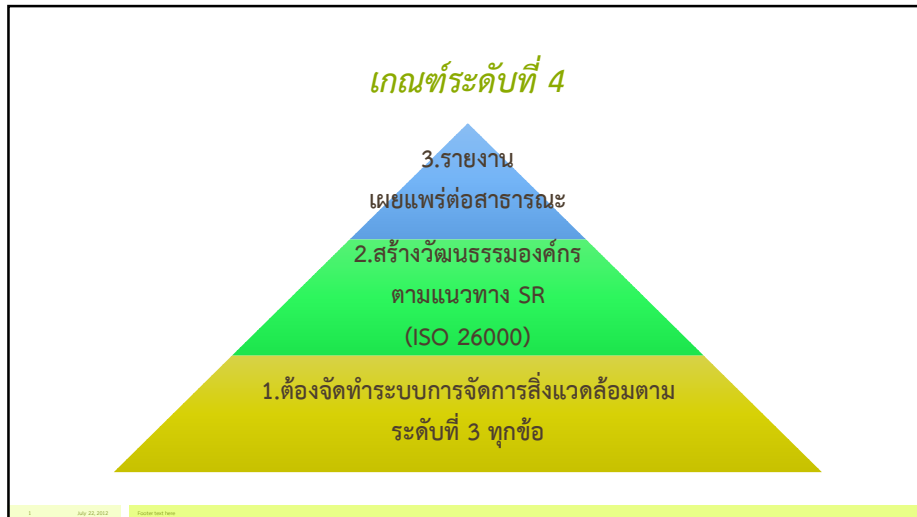 เกณฑ์ระดับที่ 4
3.รายงาน
เผยแพร่ต่อสาธารณะ
2.สร้างวัฒนธรรมองค์กร
ตามแนวทาง SR
(ISO 26000)
1.ต้องจัดทำระบบการจัดการสิ่งแวดล้อมตาม
ระดับที่ 3 ทุกข้อ
July 22, 2012
Footer text here